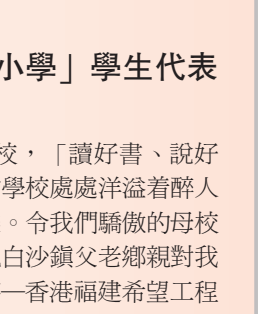 小學」學生代表
校,「讀好書、說好
學校處處洋溢着醉人
。令我們驕傲的母校
白沙鎮父老鄉親對我
—香港福建希望工程